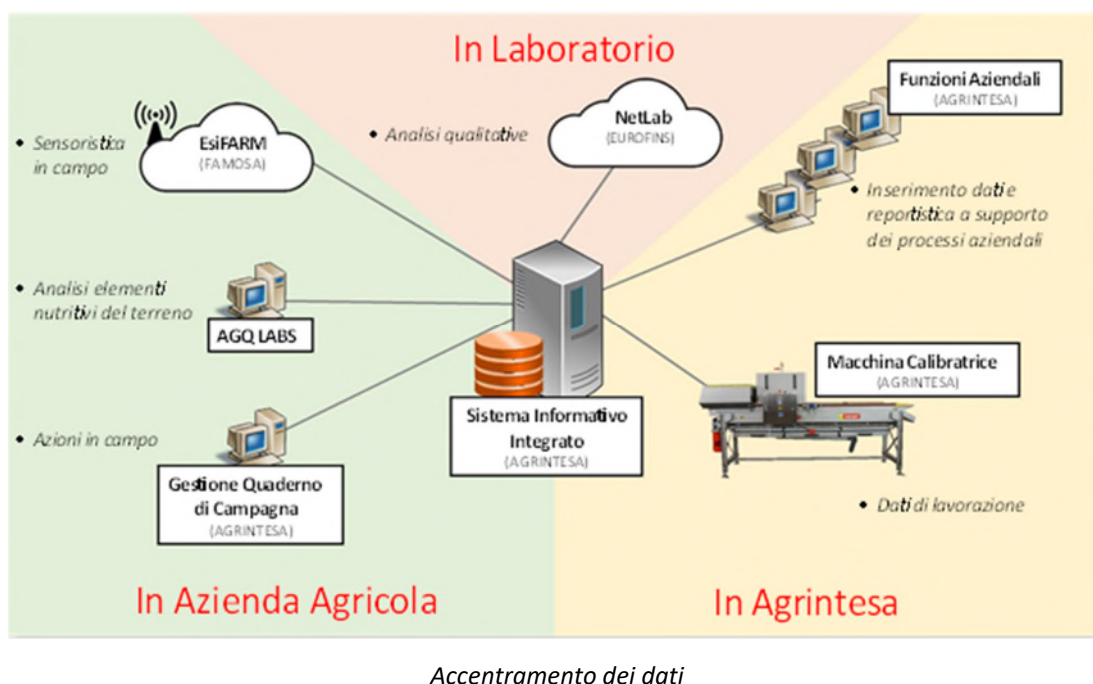 In Laboratorio
Funzioni Aziendali
(AGRINTESA)
EsiFARM
(FAMOSA)
• Sensoristica
in campo
• Analisi qualitative
NetLab
(EUROFINS)
• Inserimento dati e
reportistica a supporto
dei processi aziendali
• Analisi elementi
nutritivi del terreno
AGQ LABS
Macchina Calibratrice
(AGRINTESA)
Sistema Informativo
Integrato
(AGRINTESA)
• Azioni in campo
Gestione Quaderno
di Campagna
(AGRINTESA)
• Dati di lavorazione
In Azienda Agricola
In Agrintesa
Accentramento dei dati